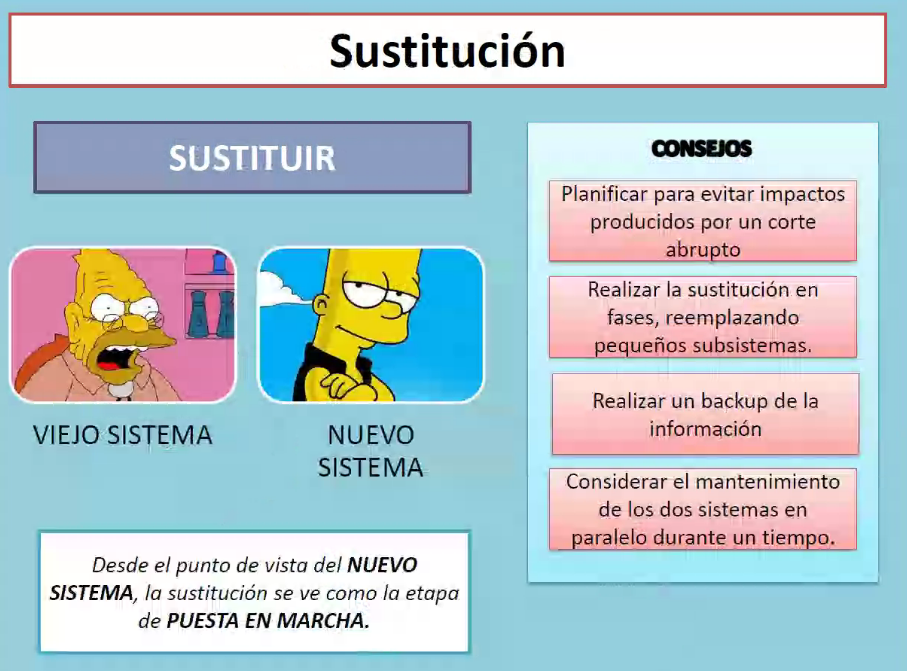 Sustitución
SUSTITUIR
VIEJO SISTEMA
NUEVO
SISTEMA
Desde el punto de vista del NUEVO
SISTEMA, la sustitución se ve como la etapa
de PUESTA EN MARCHA.
CONSEJOS
Planificar para evitar impactos
producidos por un corte
abrupto
Realizar la sustitución en
fases, reemplazando
pequeños subsistemas.
Realizar un backup de la
información
Considerar el mantenimiento
de los dos sistemas en
paralelo durante un tiempo.